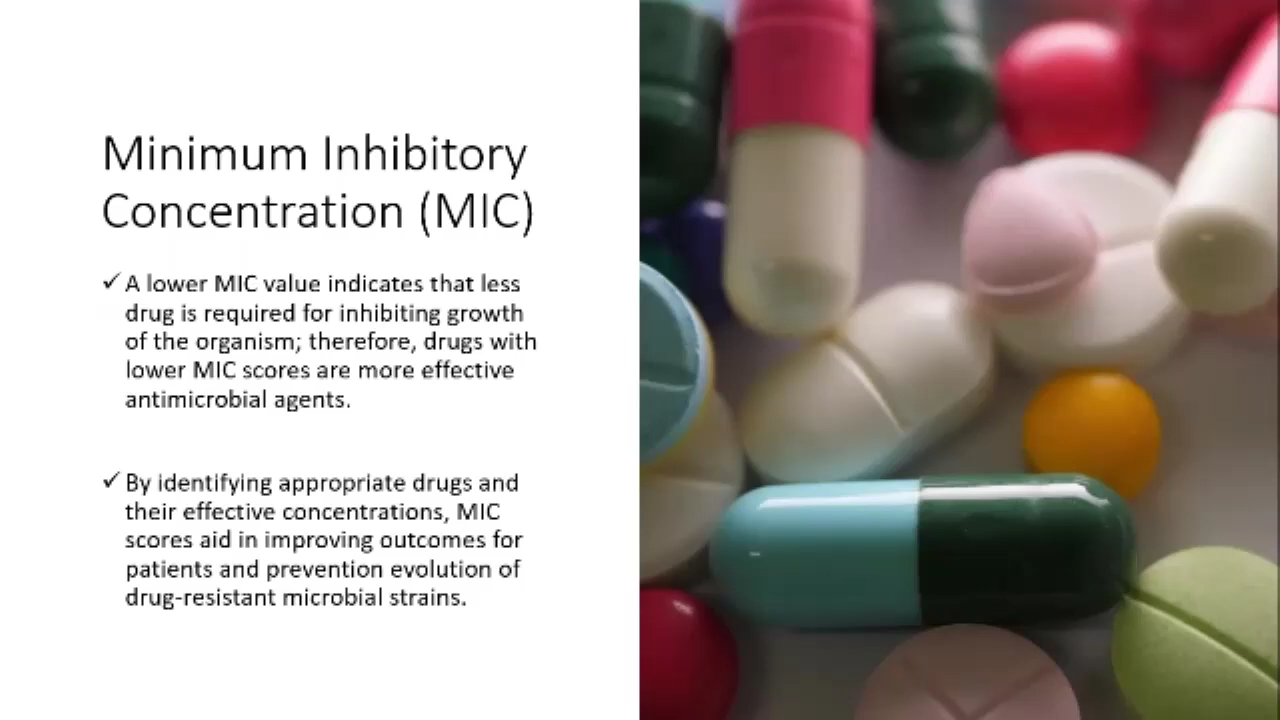 Minimum Inhibitory
Concentration (MIC)
✓ A lower MIC value indicates that less
drug is required for inhibiting growth
of the organism; therefore, drugs with
lower MIC scores are more effective
antimicrobial agents.
✓ By identifying appropriate drugs and
their effective concentrations, MIC
scores aid in improving outcomes for
patients and prevention evolution of
drug-resistant microbial strains.